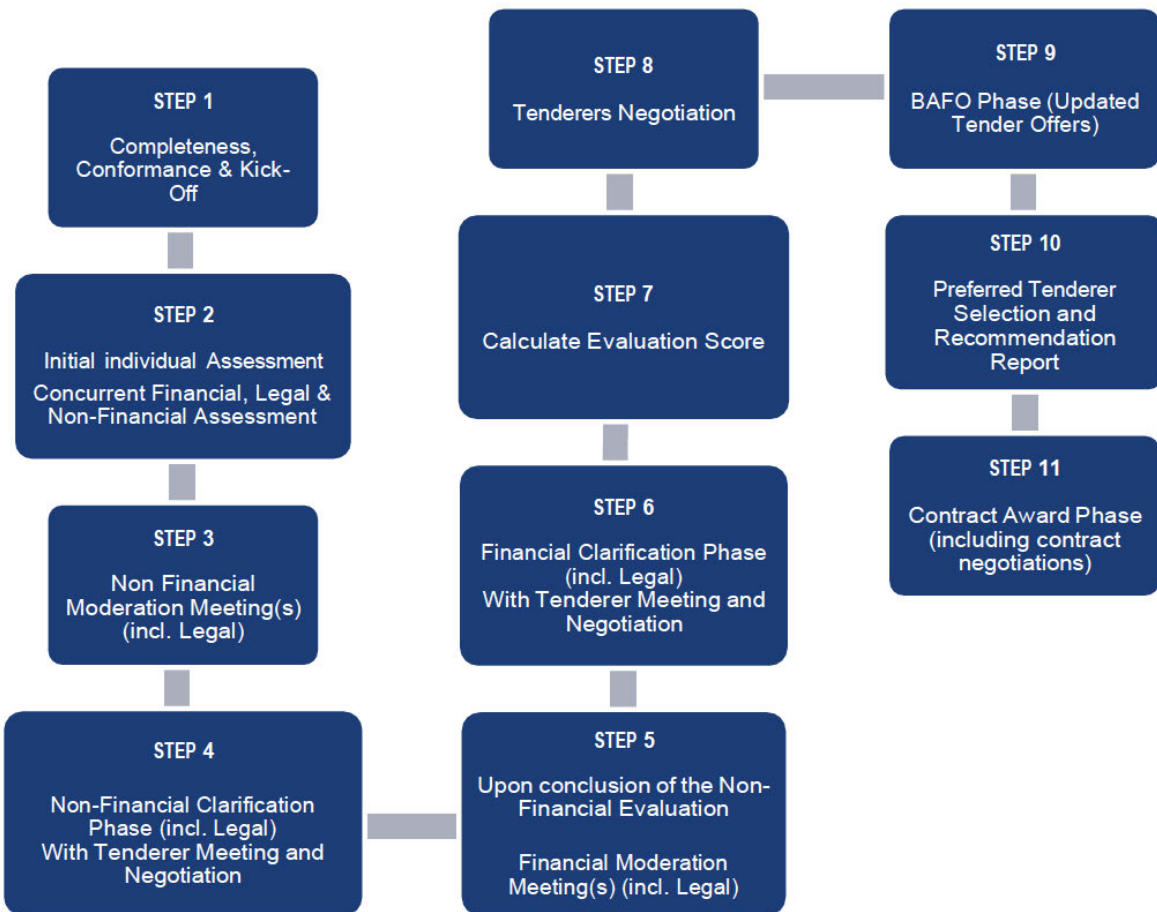 STEP 1
Completeness,
Conformance & Kick-
Off
STEP 2
Initial individual Assessment
Concurrent Financial, Legal &
Non-Financial Assessment
STEP 3
Non Financial
Moderation Meeting(s)
(incl. Legal)
STEP 4
Non-Financial Clarification
Phase (incl. Legal)
With Tenderer Meeting and
Negotiation
STEP 5
Upon conclusion of the Non-
Financial Evaluation
Financial Moderation
Meeting(s) (incl. Legal)
STEP 6
Financial Clarification Phase
(incl. Legal)
With Tenderer Meeting and
Negotiation
STEP 7
Calculate Evaluation Score
STEP 8
Tenderers Negotiation
STEP 9
BAFO Phase (Updated
Tender Offers)
STEP 10
Preferred Tenderer
Selection and
Recommendation
Report
STEP 11
Contract Award Phase
(including contract
negotiations)